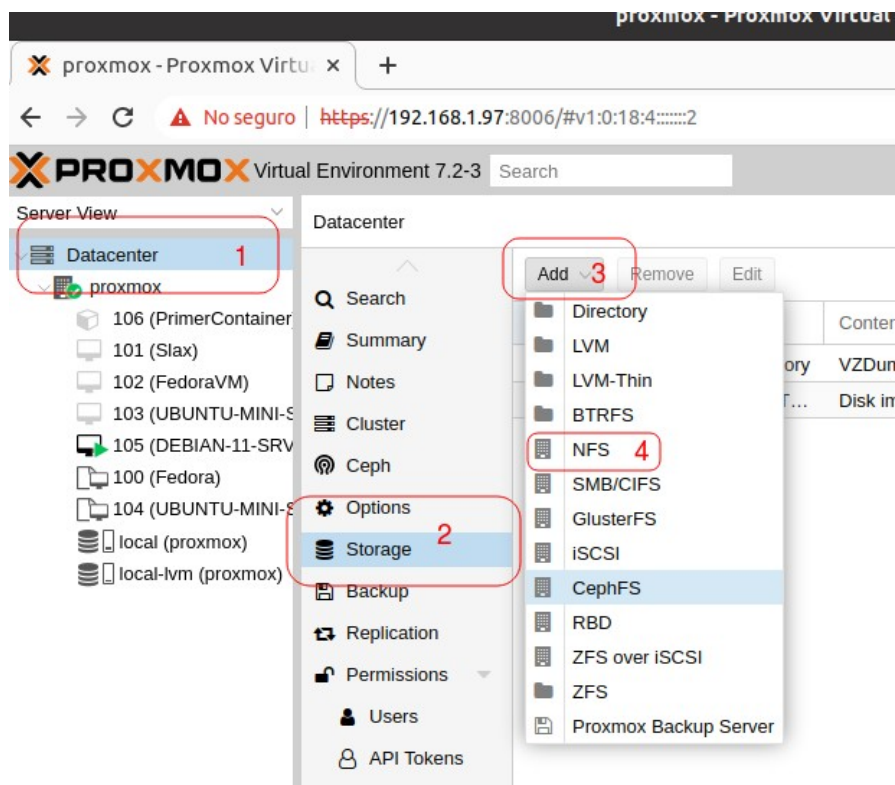 proxmox - Proxmox Virtual
proxmox - Proxmox Virtu
No seguro https://192.168.1.97:8006/#v1:0:18:4:::::::2
PROXMOX Virtual Environment 7.2-3 Search
Server View
Datacenter 1
proxmox
106 (PrimerContainer
101 (Slax)
102 (FedoraVM)
103 (UBUNTU-MINI-S
105 (DEBIAN-11-SRV
100 (Fedora)
104 (UBUNTU-MINI-S
local (proxmox)
local-lvm (proxmox)
Datacenter
Search
Summary
Notes
Cluster
Ceph
Options
Storage 2
Backup
Replication
Permissions
Users
API Tokens
Add 3 Remove Edit
Directory
LVM
LVM-Thin
BTRFS
NFS 4
SMB/CIFS
GlusterFS
iSCSI
CephFS
RBD
ZFS over iSCSI
ZFS
Proxmox Backup Server
Conten
ory VZDun
T... Disk im